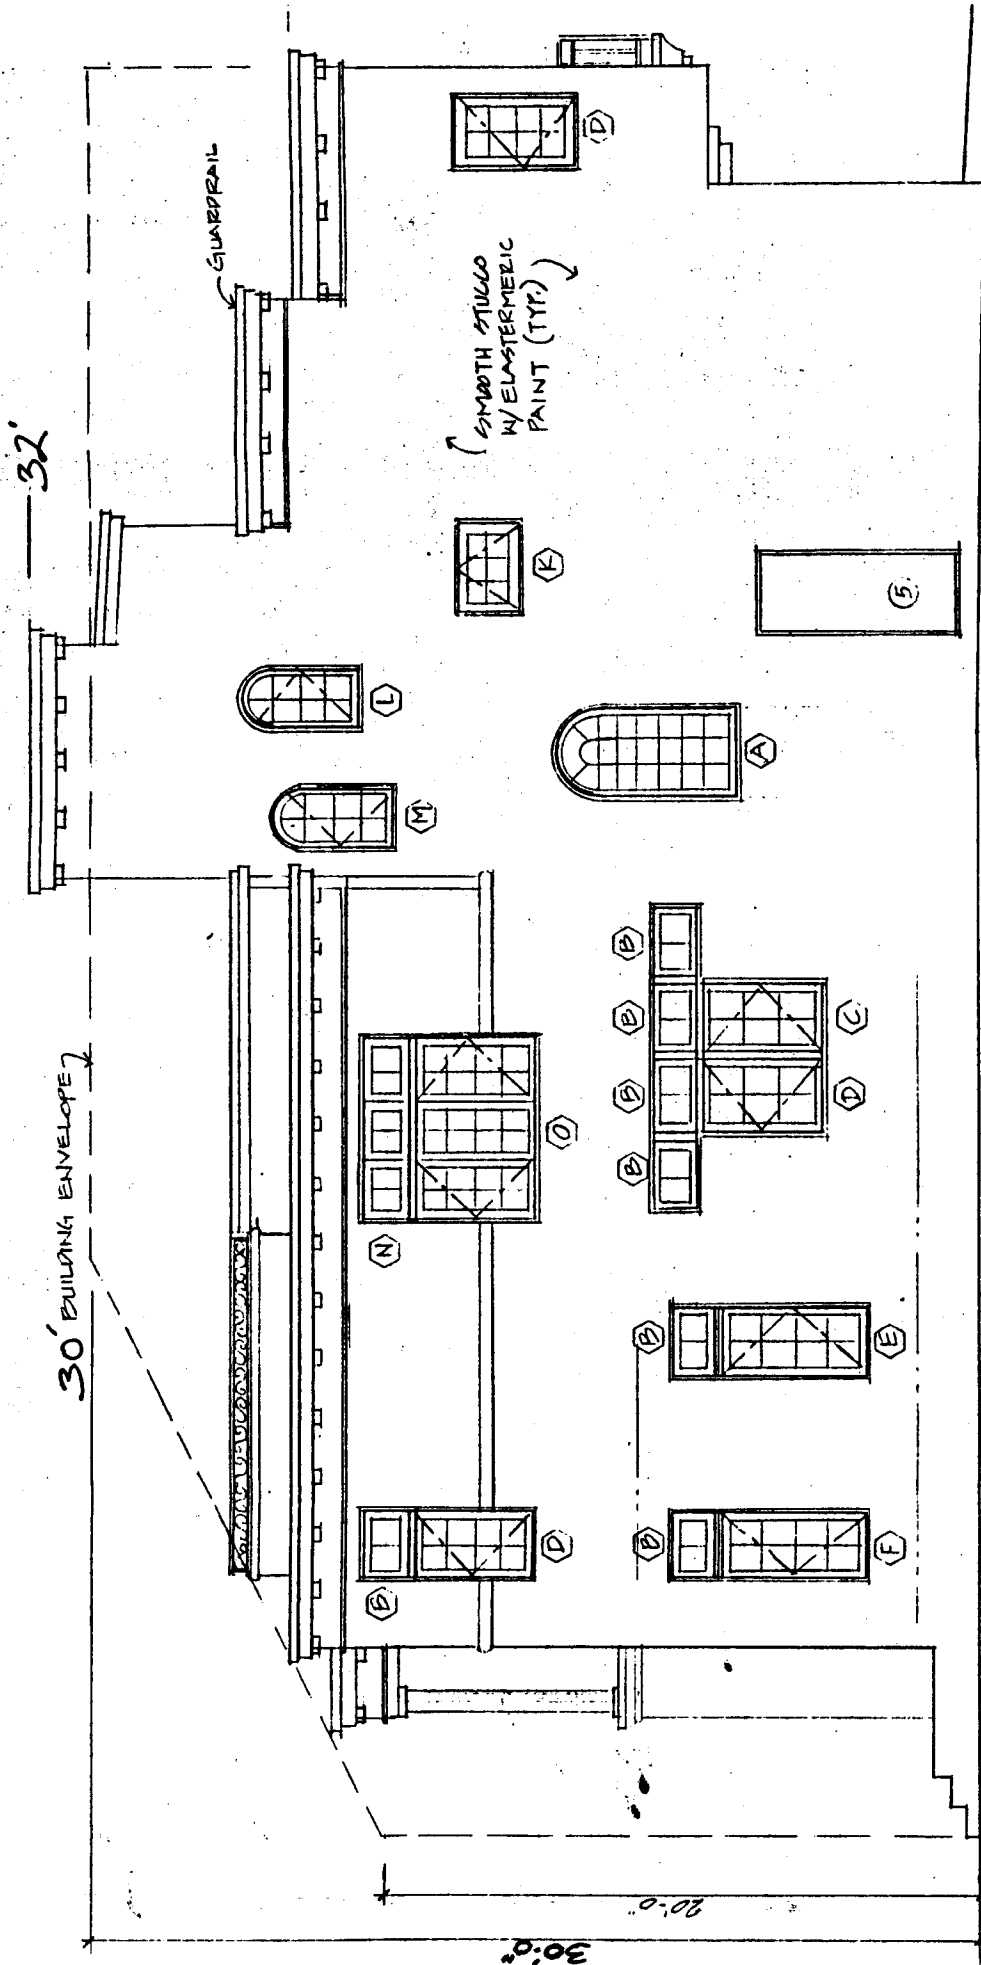 32'
30' BUILDING ENVELOPE
GUARDRAIL
SMOOTH STUCCO
W/ ELASTERMERIC
PAINT (TYP.)
L
M
K
D
N
O
B
D
A
B
B
B
B
C
D
B
E
B
F
5
20'-0"
30'-0"